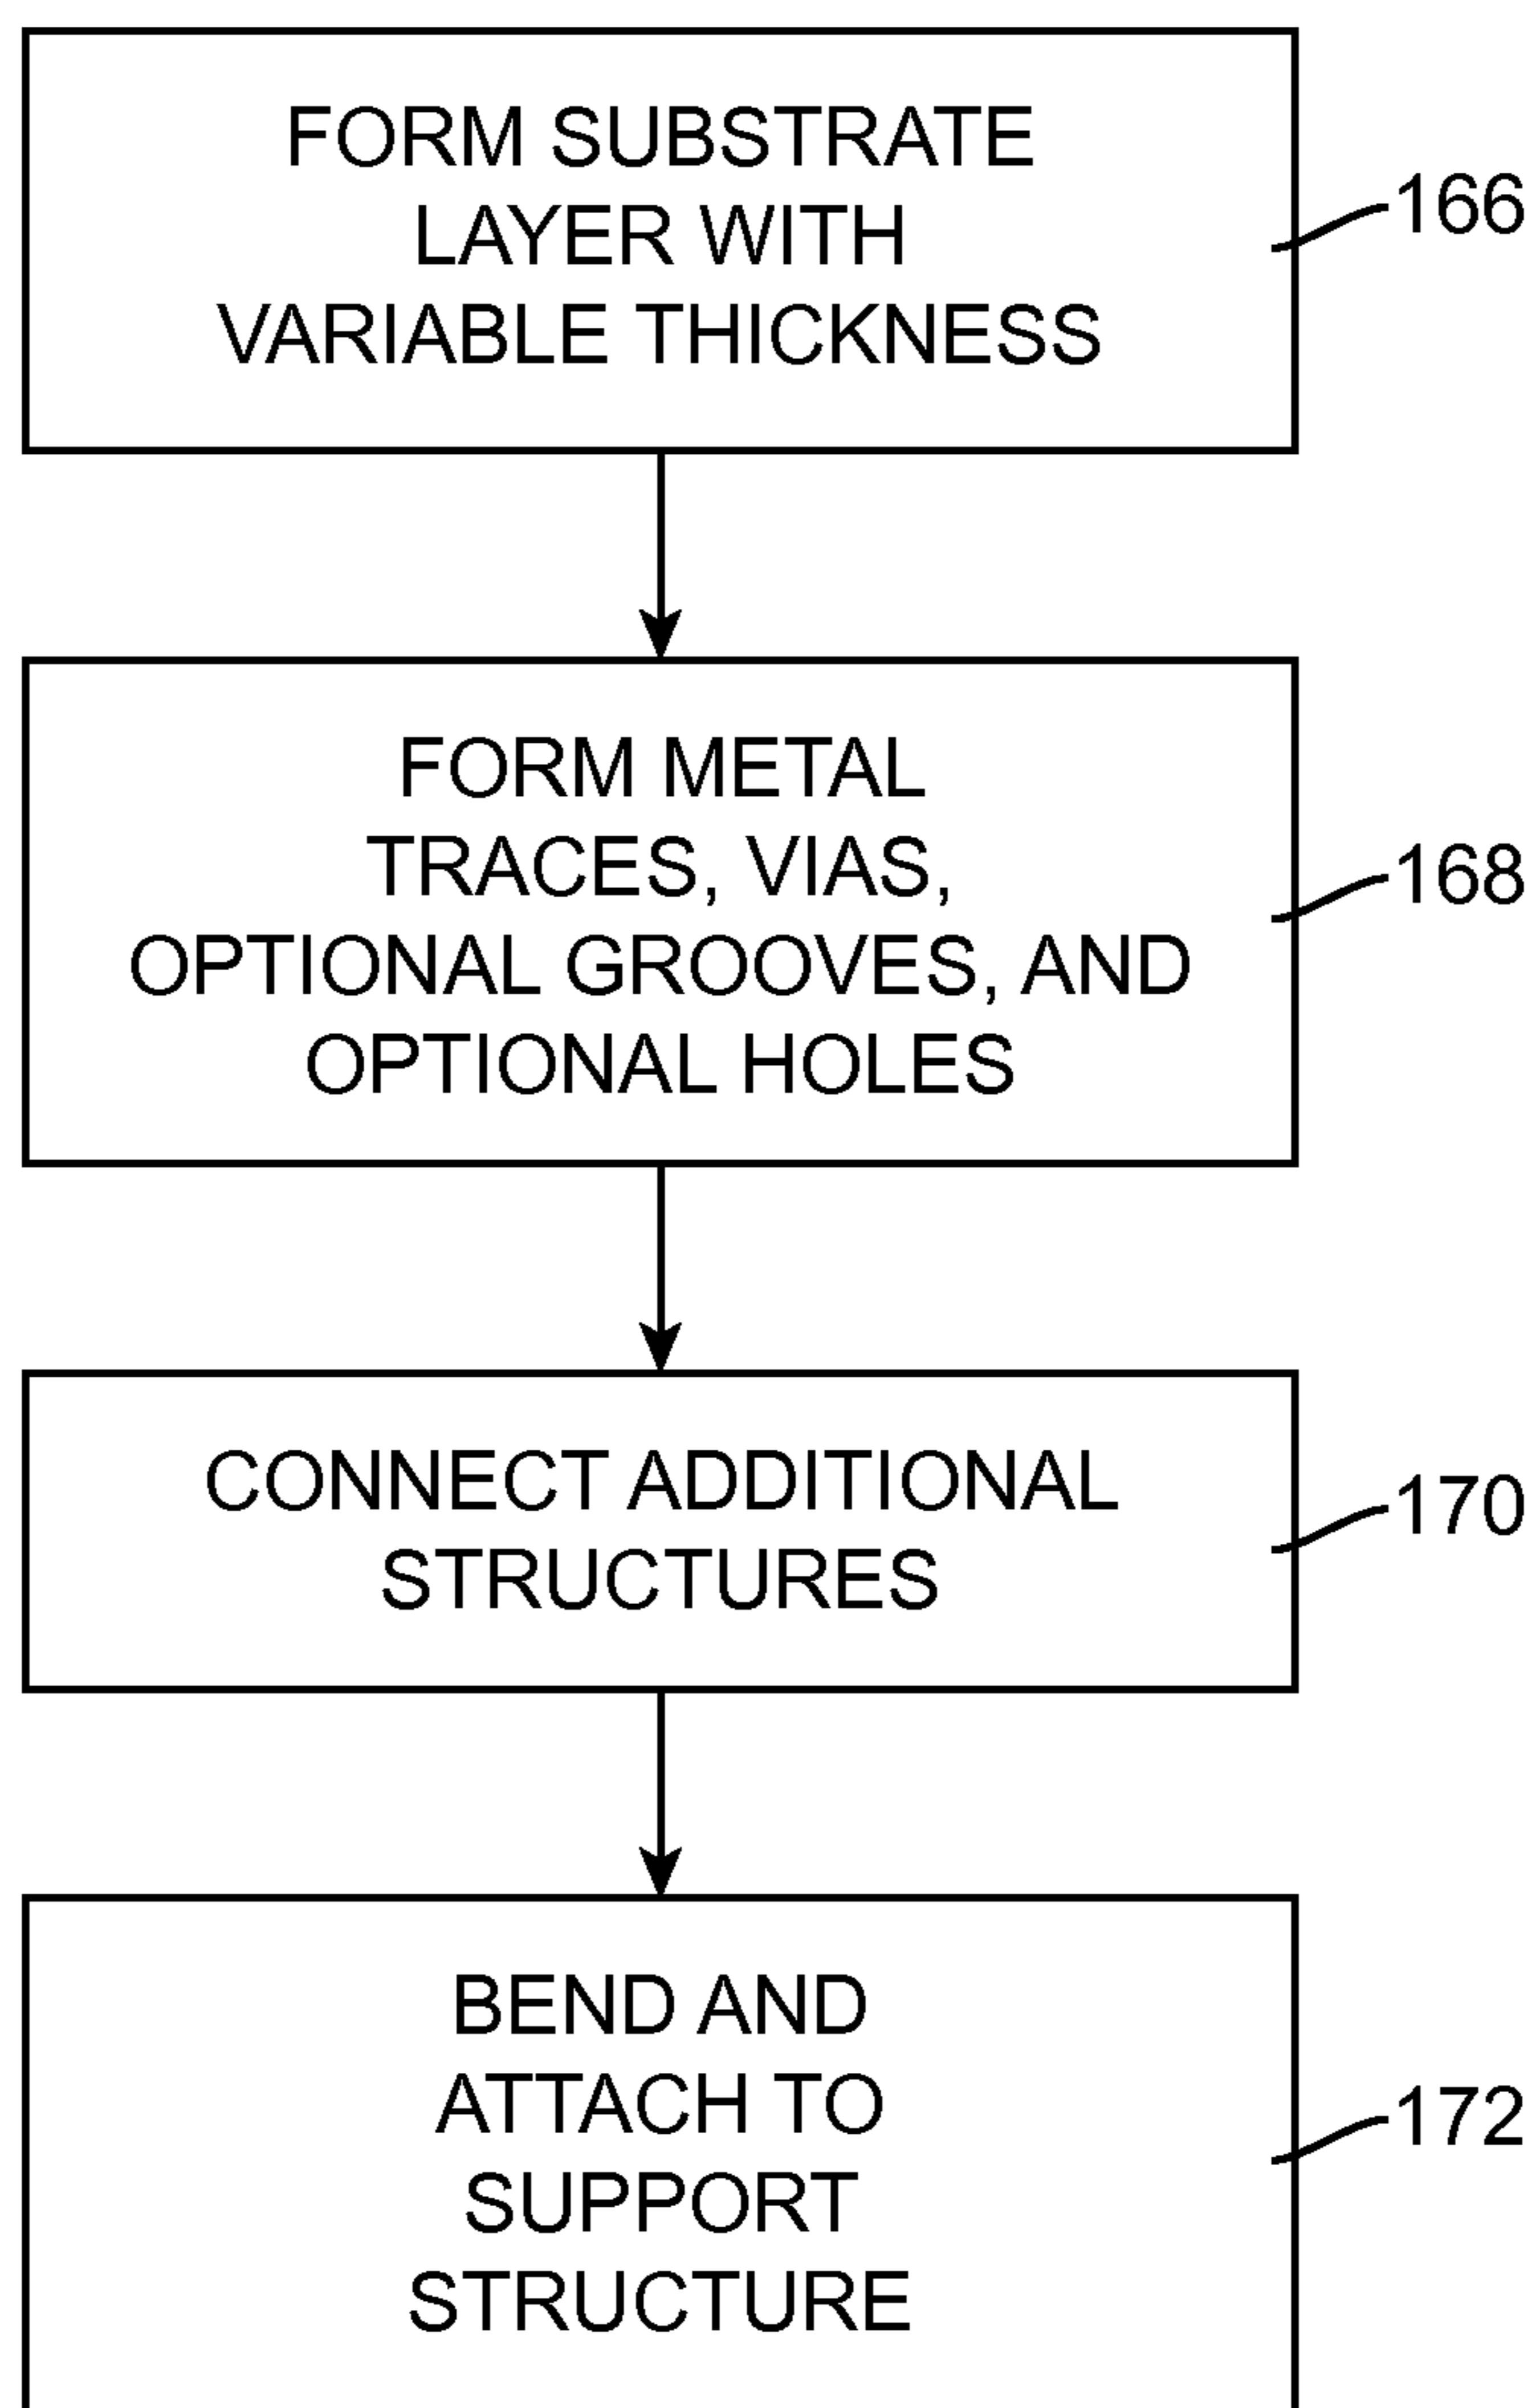 FORM SUBSTRATE
LAYER WITH
VARIABLE THICKNESS
166
FORM METAL
TRACES, VIAS,
OPTIONAL GROOVES, AND
OPTIONAL HOLES
168
CONNECT ADDITIONAL
STRUCTURES
170
BEND AND
ATTACH TO
SUPPORT
STRUCTURE
172